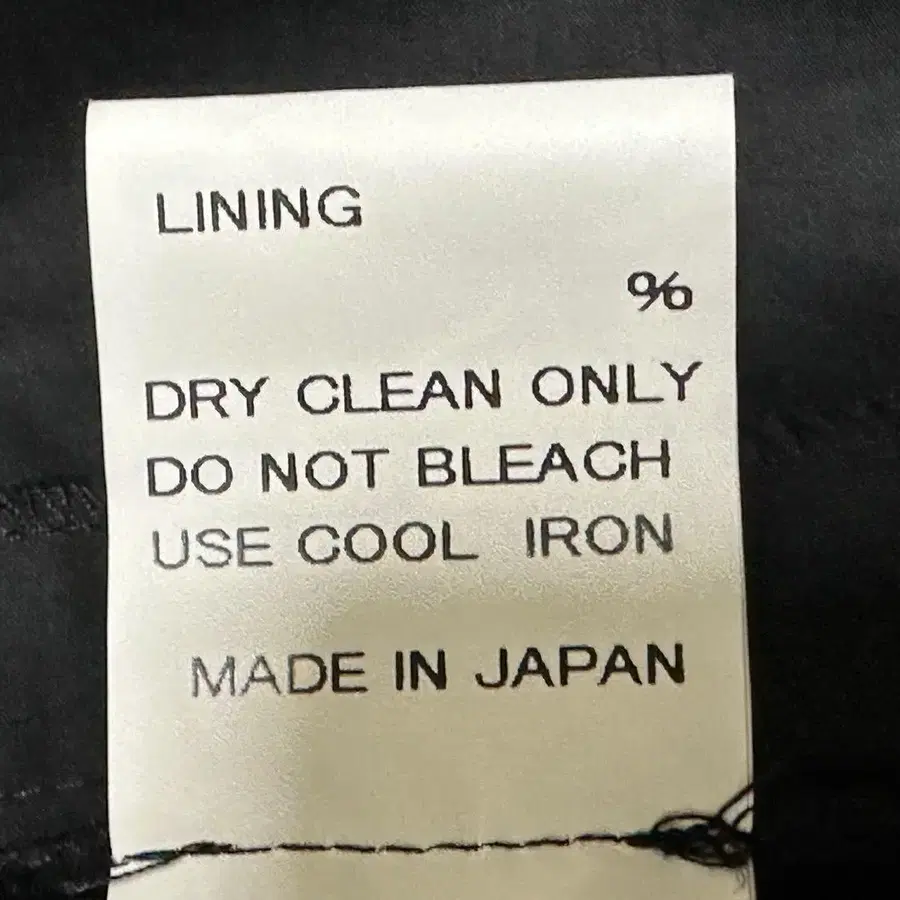 LINING
%
DRY CLEAN ONLY
DO NOT BLEACH
USE COOL IRON
MADE IN JAPAN